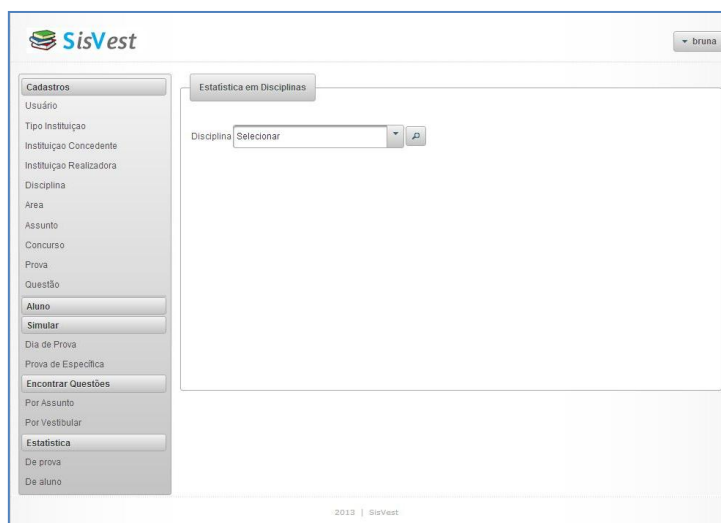 SisVest
bruna
Cadastros
Usuário
Tipo Instituiçao
Instituiçao Concedente
Instituiçao Realizadora
Disciplina
Area
Assunto
Concurso
Prova
Questão
Aluno
Simular
Dia de Prova
Prova de Específica
Encontrar Questões
Por Assunto
Por Vestibular
Estatistica
De prova
De aluno
Estatistica em Disciplinas
Disciplina Selecionar
2013 | SisVest